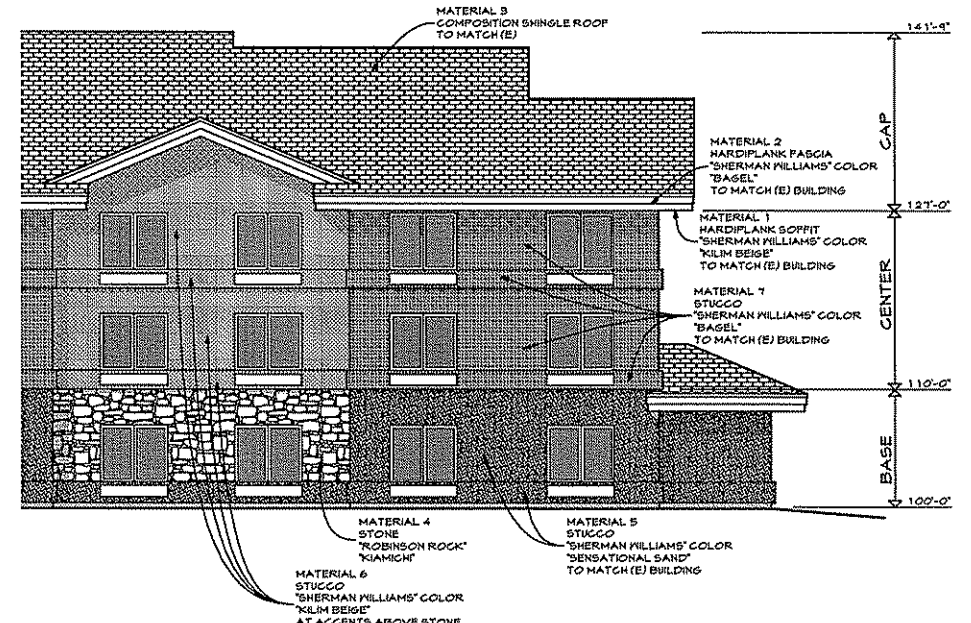 MATERIAL 3
COMPOSITION SHINGLE ROOF
TO MATCH (E)
141'-9"
CAP
MATERIAL 2
HARDIPLANK FASCIA
"SHERMAN WILLIAMS" COLOR
"BAGEL"
TO MATCH (E) BUILDING
127'-0"
MATERIAL 1
HARDIPLANK SOFFIT
"SHERMAN WILLIAMS" COLOR
"KILIM BEIGE"
TO MATCH (E) BUILDING
CENTER
MATERIAL 7
STUCCO
"SHERMAN WILLIAMS" COLOR
"BAGEL"
TO MATCH (E) BUILDING
110'-0"
BASE
100'-0"
MATERIAL 4
STONE
"ROBINSON ROCK"
"KIAMICHI"
MATERIAL 5
STUCCO
"SHERMAN WILLIAMS" COLOR
"SENSATIONAL SAND"
TO MATCH (E) BUILDING
MATERIAL 6
STUCCO
"SHERMAN WILLIAMS" COLOR
"KILIM BEIGE"
AT ACCENTS ABOVE STONE